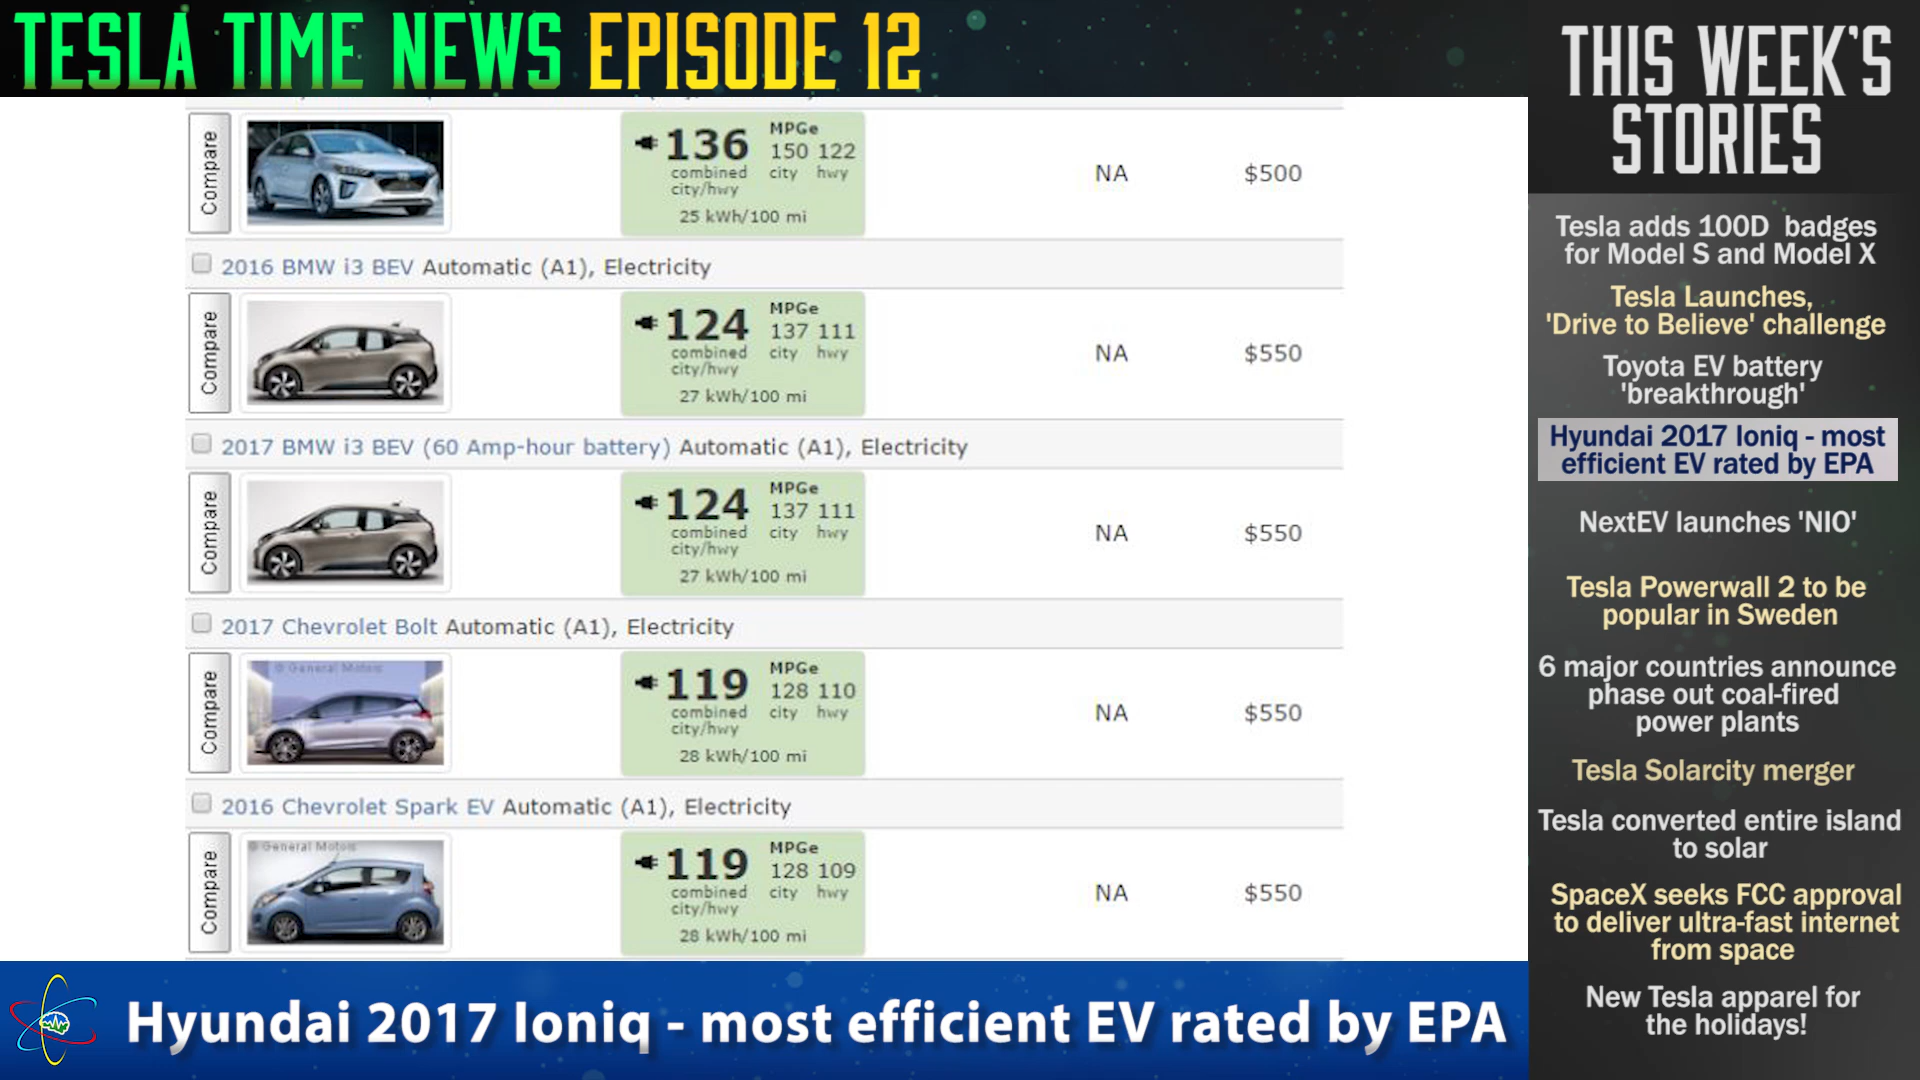 TESLA TIME NEWS EPISODE 12
Compare
136
MPGe
150 122
combined city hwy
city/hwy
25 kWh/100 mi
NA
$500
2016 BMW i3 BEV Automatic (A1), Electricity
Compare
124
MPGe
137 111
combined city hwy
city/hwy
27 kWh/100 mi
NA
$550
2017 BMW i3 BEV (60 Amp-hour battery) Automatic (A1), Electricity
Compare
124
MPGe
137 111
combined city hwy
city/hwy
27 kWh/100 mi
NA
$550
2017 Chevrolet Bolt Automatic (A1), Electricity
Compare
© General Motors
119
MPGe
128 110
combined city hwy
city/hwy
28 kWh/100 mi
NA
$550
2016 Chevrolet Spark EV Automatic (A1), Electricity
Compare
© General Motors
119
MPGe
128 109
combined city hwy
city/hwy
28 kWh/100 mi
NA
$550
Hyundai 2017 Ioniq - most efficient EV rated by EPA
THIS WEEK'S
STORIES
Tesla adds 100D badges
for Model S and Model X
Tesla Launches,
'Drive to Believe' challenge
Toyota EV battery
'breakthrough'
Hyundai 2017 Ioniq - most
efficient EV rated by EPA
NextEV launches 'NIO'
Tesla Powerwall 2 to be
popular in Sweden
6 major countries announce
phase out coal-fired
power plants
Tesla Solarcity merger
Tesla converted entire island
to solar
SpaceX seeks FCC approval
to deliver ultra-fast internet
from space
New Tesla apparel for
the holidays!